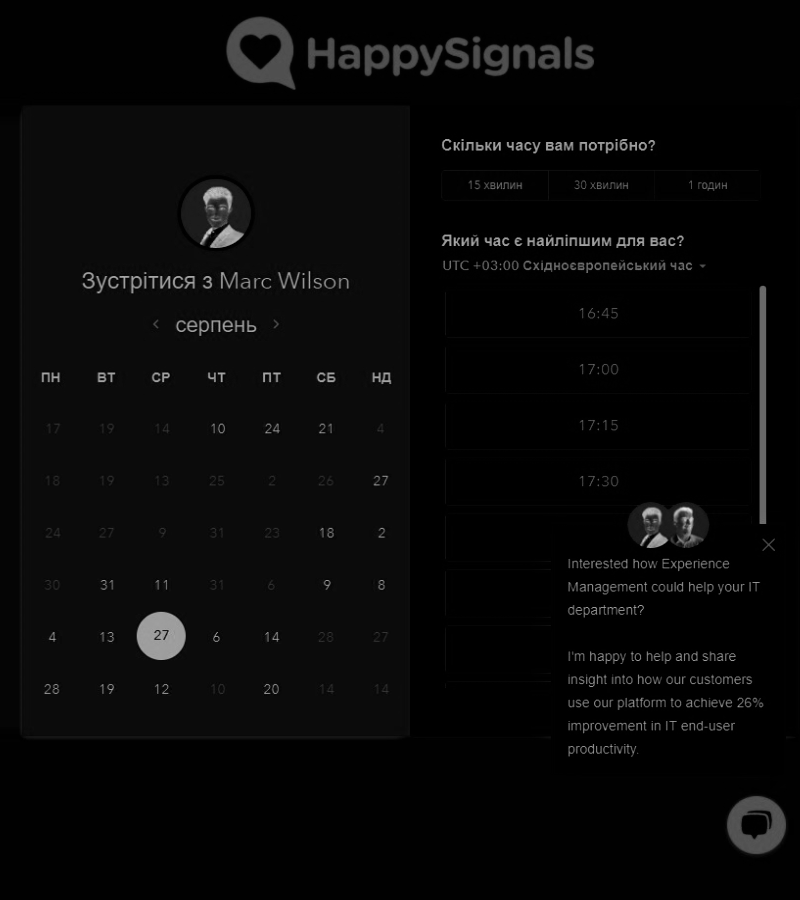 HappySignals
Зустрітися з Marc Wilson
серпень
ПН ВТ СР ЧТ ПТ СБ НД
17 19 14 10 24 21 4
18 19 13 25 2 26 27
24 27 9 31 23 18 2
30 31 11 31 6 9 8
4 13 27 6 14 28 27
28 19 12 10 20 14 14
Скільки часу вам потрібно?
15 хвилин 30 хвилин 1 годин
Який час є найліпшим для вас?
UTC +03:00 Східноєвропейський час
16:45
17:00
17:15
17:30
Interested how Experience
Management could help your IT
department?
I'm happy to help and share
insight into how our customers
use our platform to achieve 26%
improvement in IT end-user
productivity.